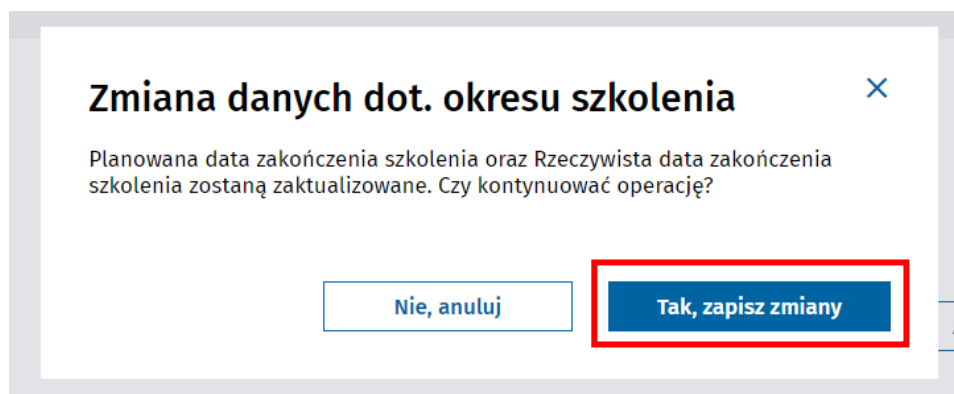 Zmiana danych dot. okresu szkolenia
Planowana data zakończenia szkolenia oraz Rzeczywista data zakończenia
szkolenia zostaną zaktualizowane. Czy kontynuować operację?
Nie, anuluj
Tak, zapisz zmiany